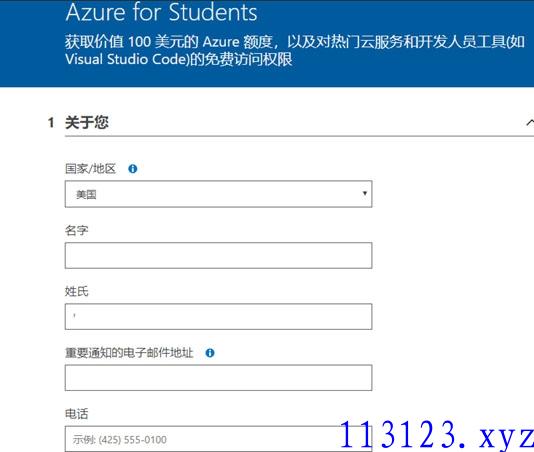 Azure for Students
获取价值 100 美元的 Azure 额度，以及对热门云服务和开发人员工具(如
Visual Studio Code)的免费访问权限
1 关于您
国家/地区
美国
名字
姓氏
,
重要通知的电子邮件地址
电话
示例: (425) 555-0100
113123.xyz